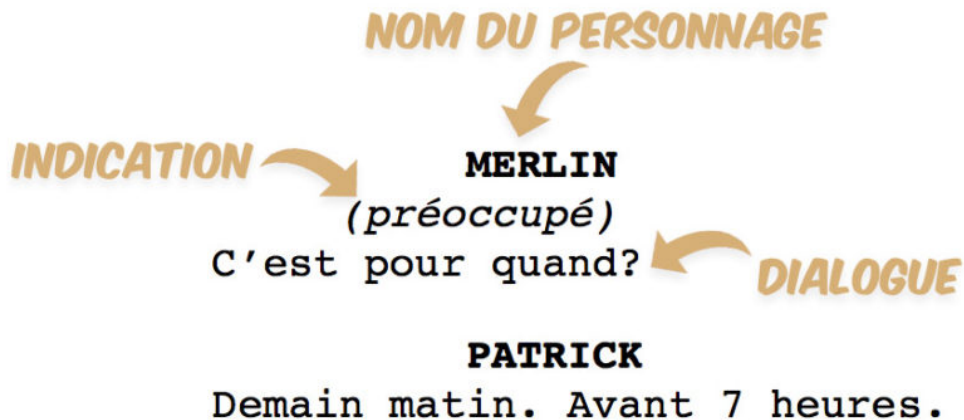 NOM DU PERSONNAGE
INDICATION
MERLIN
(préoccupé)
C'est pour quand?
DIALOGUE
PATRICK
Demain matin. Avant 7 heures.